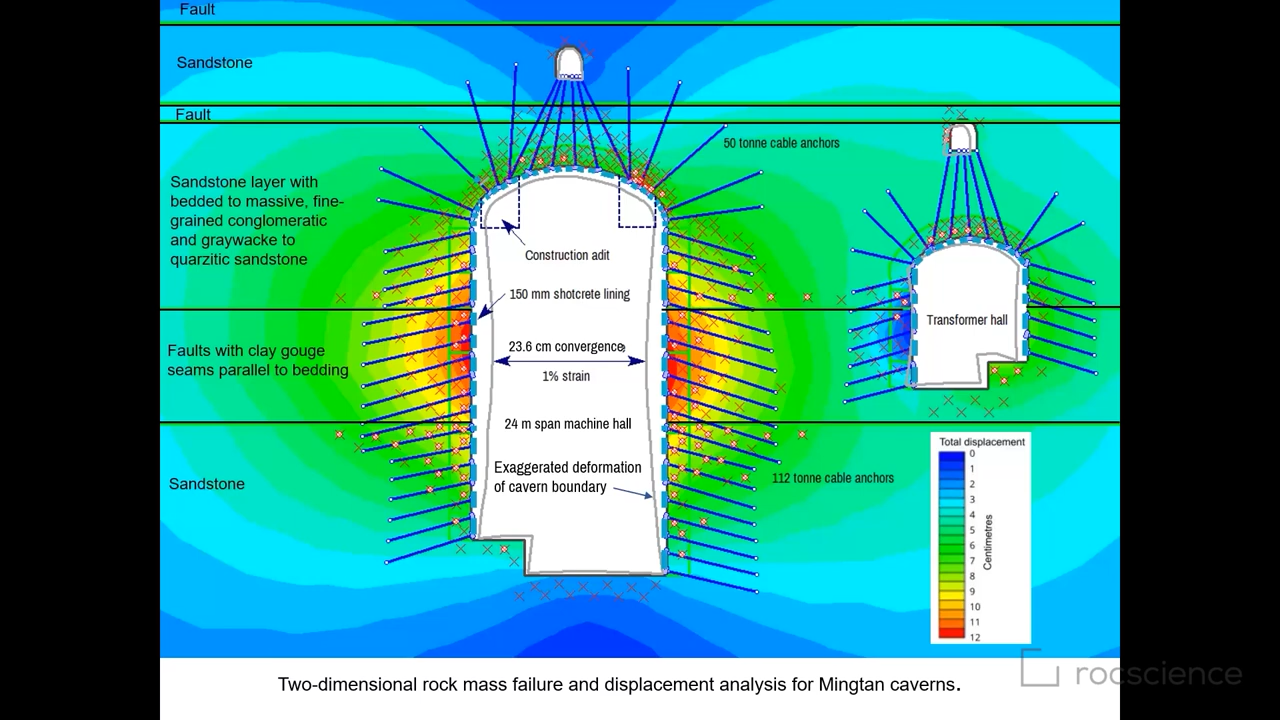 Fault
Sandstone
Fault
50 tonne cable anchors
Sandstone layer with
bedded to massive, fine-
grained conglomeratic
and graywacke to
quarzitic sandstone
Construction adit
150 mm shotcrete lining
Transformer hall
Faults with clay gouge
seams parallel to bedding
23.6 cm convergence
1% strain
24 m span machine hall
Exaggerated deformation
of cavern boundary
112 tonne cable anchors
Sandstone
Total displacement
0
1
2
3
4
5
6
7
8
9
10
11
12
Centimetres
rocscience
Two-dimensional rock mass failure and displacement analysis for Mingtan caverns.